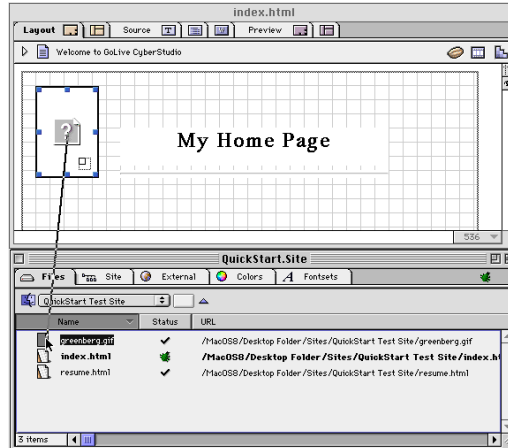 index.html
Layout Source Preview
Welcome to GoLive CyberStudio
?
My Home Page
536
QuickStart.Site
Files Site External Colors Fontsets
QuickStart Test Site
Name Status URL
greenberg.gif /MacOS8/Desktop Folder/Sites/QuickStart Test Site/greenberg.gif
index.html /MacOS8/Desktop Folder/Sites/QuickStart Test Site/index.ht
resume.html /MacOS8/Desktop Folder/Sites/QuickStart Test Site/resume.html
3 items